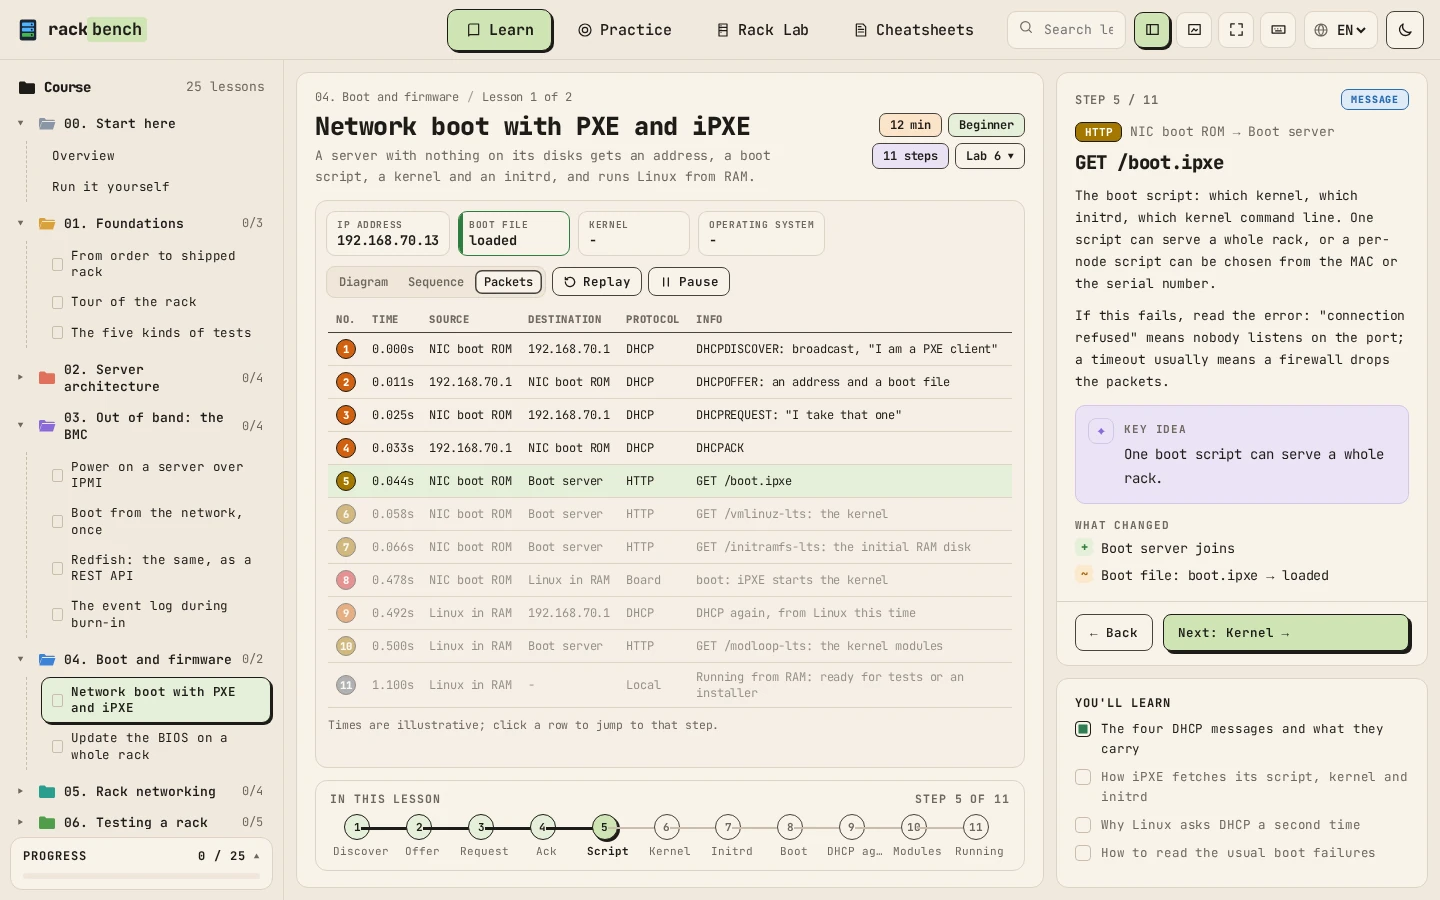 rackbench
Learn
Practice
Rack Lab
Cheatsheets
Search le
EN
Course
25 lessons
00. Start here
Overview
Run it yourself
01. Foundations 0/3
From order to shipped
rack
Tour of the rack
The five kinds of tests
02. Server
architecture
0/4
03. Out of band: the
BMC
0/4
Power on a server over
IPMI
Boot from the network,
once
Redfish: the same, as a
REST API
The event log during
burn-in
04. Boot and firmware 0/2
Network boot with PXE
and iPXE
Update the BIOS on a
whole rack
05. Rack networking 0/4
06. Testing a rack 0/5
PROGRESS 0 / 25 ▴
04. Boot and firmware / Lesson 1 of 2
Network boot with PXE and iPXE
A server with nothing on its disks gets an address, a boot
script, a kernel and an initrd, and runs Linux from RAM.
12 min
Beginner
11 steps
Lab 6 ▾
IP ADDRESS
192.168.70.13
BOOT FILE
loaded
KERNEL
-
OPERATING SYSTEM
-
Diagram
Sequence
Packets
Replay
Pause
NO. TIME SOURCE DESTINATION PROTOCOL INFO
1 0.000s NIC boot ROM 192.168.70.1 DHCP DHCPDISCOVER: broadcast, "I am a PXE client"
2 0.011s 192.168.70.1 NIC boot ROM DHCP DHCPOFFER: an address and a boot file
3 0.025s NIC boot ROM 192.168.70.1 DHCP DHCPREQUEST: "I take that one"
4 0.033s 192.168.70.1 NIC boot ROM DHCP DHCPACK
5 0.044s NIC boot ROM Boot server HTTP GET /boot.ipxe
6 0.058s NIC boot ROM Boot server HTTP GET /vmlinuz-lts: the kernel
7 0.066s NIC boot ROM Boot server HTTP GET /initramfs-lts: the initial RAM disk
8 0.478s NIC boot ROM Linux in RAM Board boot: iPXE starts the kernel
9 0.492s Linux in RAM 192.168.70.1 DHCP DHCP again, from Linux this time
10 0.500s Linux in RAM Boot server HTTP GET /modloop-lts: the kernel modules
11 1.100s Linux in RAM - Local Running from RAM: ready for tests or an
installer
Times are illustrative; click a row to jump to that step.
IN THIS LESSON
STEP 5 OF 11
1 2 3 4 5 6 7 8 9 10 11
Discover Offer Request Ack Script Kernel Initrd Boot DHCP ag… Modules Running
STEP 5 / 11
MESSAGE
HTTP NIC boot ROM → Boot server
GET /boot.ipxe
The boot script: which kernel, which
initrd, which kernel command line. One
script can serve a whole rack, or a per-
node script can be chosen from the MAC or
the serial number.
If this fails, read the error: "connection
refused" means nobody listens on the port;
a timeout usually means a firewall drops
the packets.
KEY IDEA
One boot script can serve a whole
rack.
WHAT CHANGED
+ Boot server joins
~ Boot file: boot.ipxe → loaded
← Back
Next: Kernel →
YOU'LL LEARN
The four DHCP messages and what they
carry
How iPXE fetches its script, kernel and
initrd
Why Linux asks DHCP a second time
How to read the usual boot failures